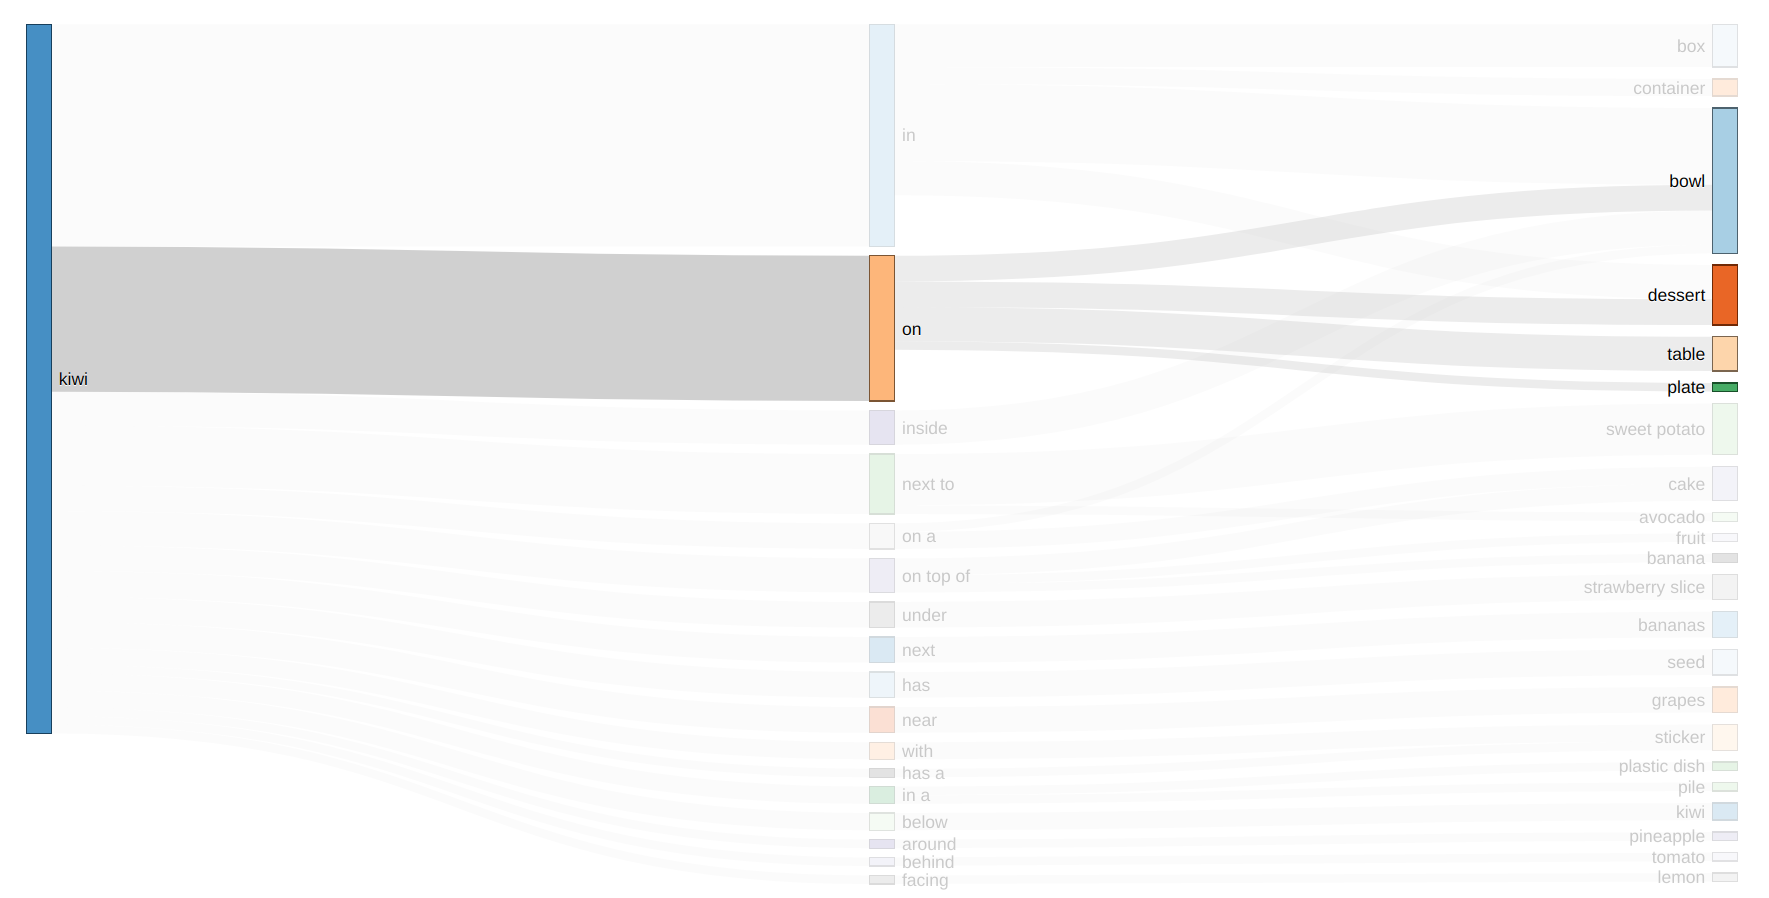 kiwi
in
on
inside
next to
on a
on top of
under
next
has
near
with
has a
in a
below
around
behind
facing
box
container
bowl
dessert
table
plate
sweet potato
cake
avocado
fruit
banana
strawberry slice
bananas
seed
grapes
sticker
plastic dish
pile
kiwi
pineapple
tomato
lemon